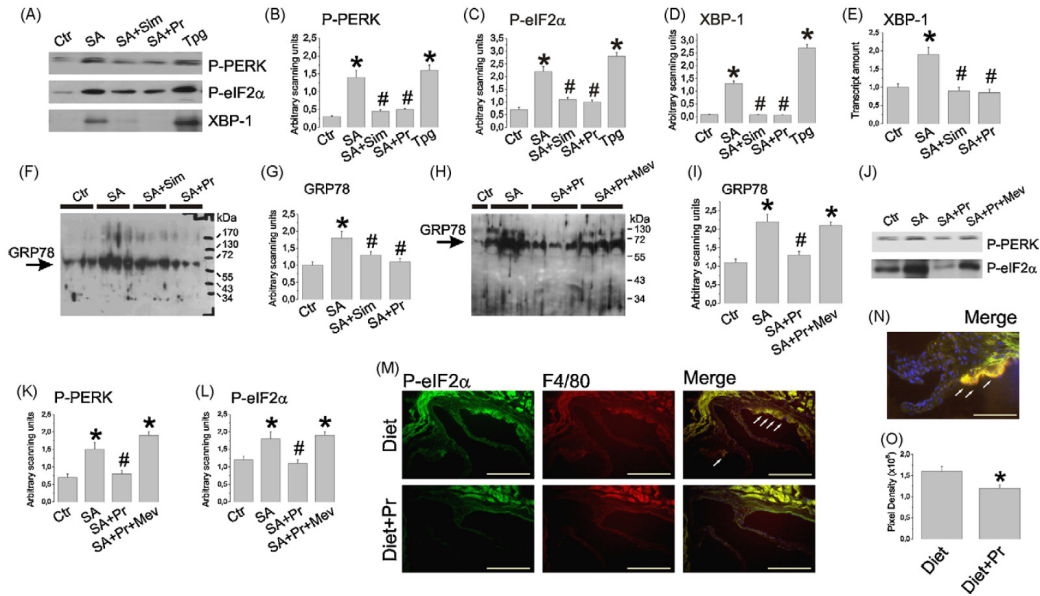 (A)
Ctr SA SA+Sim SA+Pr Tpg
P-PERK
P-eIF2α
XBP-1
(B) P-PERK
Arbitrary scanning units
2,0
1,5
1,0
0,5
0,0
* # # *
Ctr SA SA+Sim SA+Pr Tpg
(C) P-eIF2α
Arbitrary scanning units
3,0
2,5
2,0
1,5
1,0
0,5
0,0
* # # *
Ctr SA SA+Sim SA+Pr Tpg
(D) XBP-1
Arbitrary scanning units
3,0
2,5
2,0
1,5
1,0
0,5
0,0
* # # *
Ctr SA SA+Sim SA+Pr Tpg
(E) XBP-1
Transcript amount
2,0
1,5
1,0
0,5
0,0
* # #
Ctr SA SA+Sim SA+Pr
(F)
Ctr SA SA+Sim SA+Pr
GRP78
kDa
170
130
72
55
43
34
(G) GRP78
Arbitrary scanning units
2,0
1,5
1,0
0,5
0,0
* # #
Ctr SA SA+Sim SA+Pr
(H)
Ctr SA SA+Pr SA+Pr+Mev
GRP78
kDa
130
72
55
43
34
(I) GRP78
Arbitrary scanning units
2,5
2,0
1,5
1,0
0,5
0,0
* # *
Ctr SA SA+Pr SA+Pr+Mev
(J)
Ctr SA SA+Pr SA+Pr+Mev
P-PERK
P-eIF2α
(K) P-PERK
Arbitrary scanning units
2,0
1,5
1,0
0,5
0,0
* # *
Ctr SA SA+Pr SA+Pr+Mev
(L) P-eIF2α
Arbitrary scanning units
2,0
1,5
1,0
0,5
0,0
* # *
Ctr SA SA+Pr SA+Pr+Mev
(M)
P-eIF2α F4/80 Merge
Diet
Diet+Pr
(N) Merge
(O)
Pixel Density (x10⁶)
2,0
1,5
1,0
0,5
0,0
*
Diet Diet+Pr